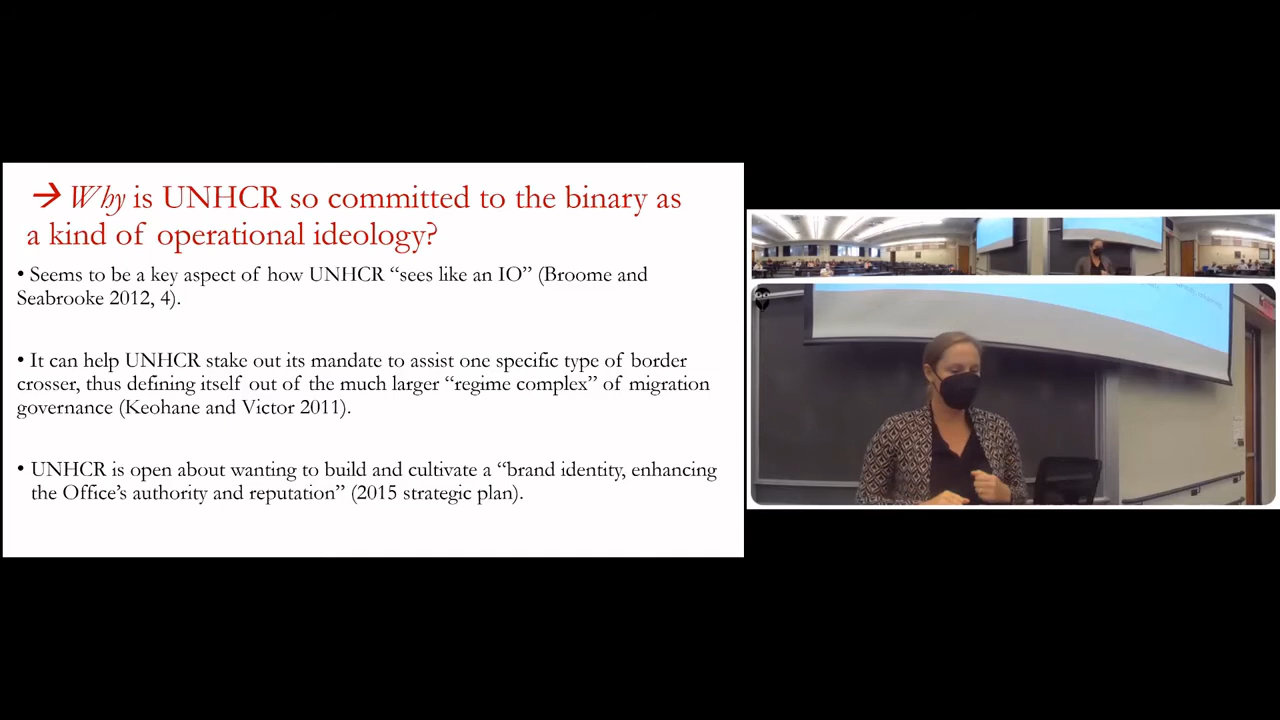 → Why is UNHCR so committed to the binary as
a kind of operational ideology?
• Seems to be a key aspect of how UNHCR “sees like an IO” (Broome and
Seabrooke 2012, 4).
• It can help UNHCR stake out its mandate to assist one specific type of border
crosser, thus defining itself out of the much larger “regime complex” of migration
governance (Keohane and Victor 2011).
• UNHCR is open about wanting to build and cultivate a “brand identity, enhancing
the Office’s authority and reputation” (2015 strategic plan).